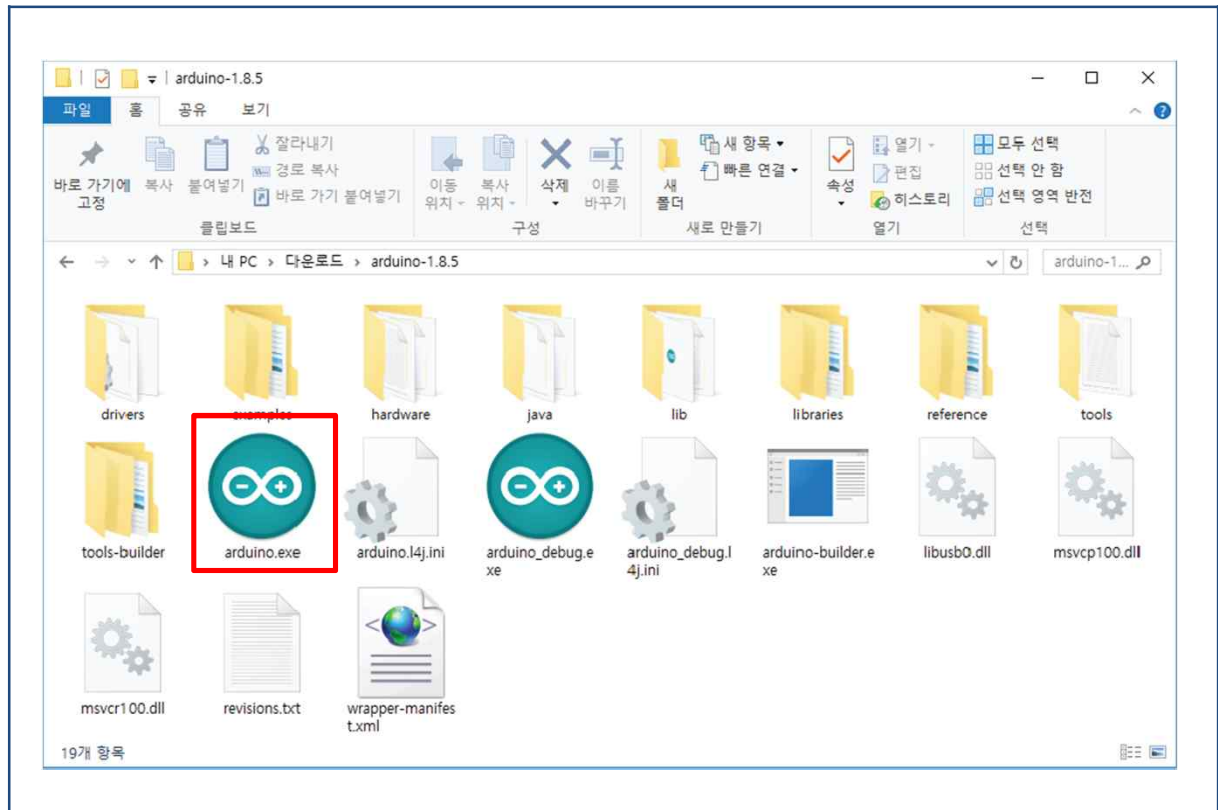 arduino-1.8.5
파일 홈 공유 보기
바로 가기에 고정
복사
붙여넣기
잘라내기
경로 복사
바로 가기 붙여넣기
클립보드
이동 위치
복사 위치
삭제
이름 바꾸기
구성
새 폴더
새 항목
빠른 연결
새로 만들기
속성
열기
편집
히스토리
열기
모두 선택
선택 안 함
선택 영역 반전
선택
내 PC > 다운로드 > arduino-1.8.5
arduino-1...
drivers examples hardware java lib libraries reference tools
tools-builder arduino.exe arduino.l4j.ini arduino_debug.e
xe arduino_debug.l
4j.ini arduino-builder.e
xe libusb0.dll msvcp100.dll
msvcr100.dll revisions.txt wrapper-manifes
t.xml
19개 항목